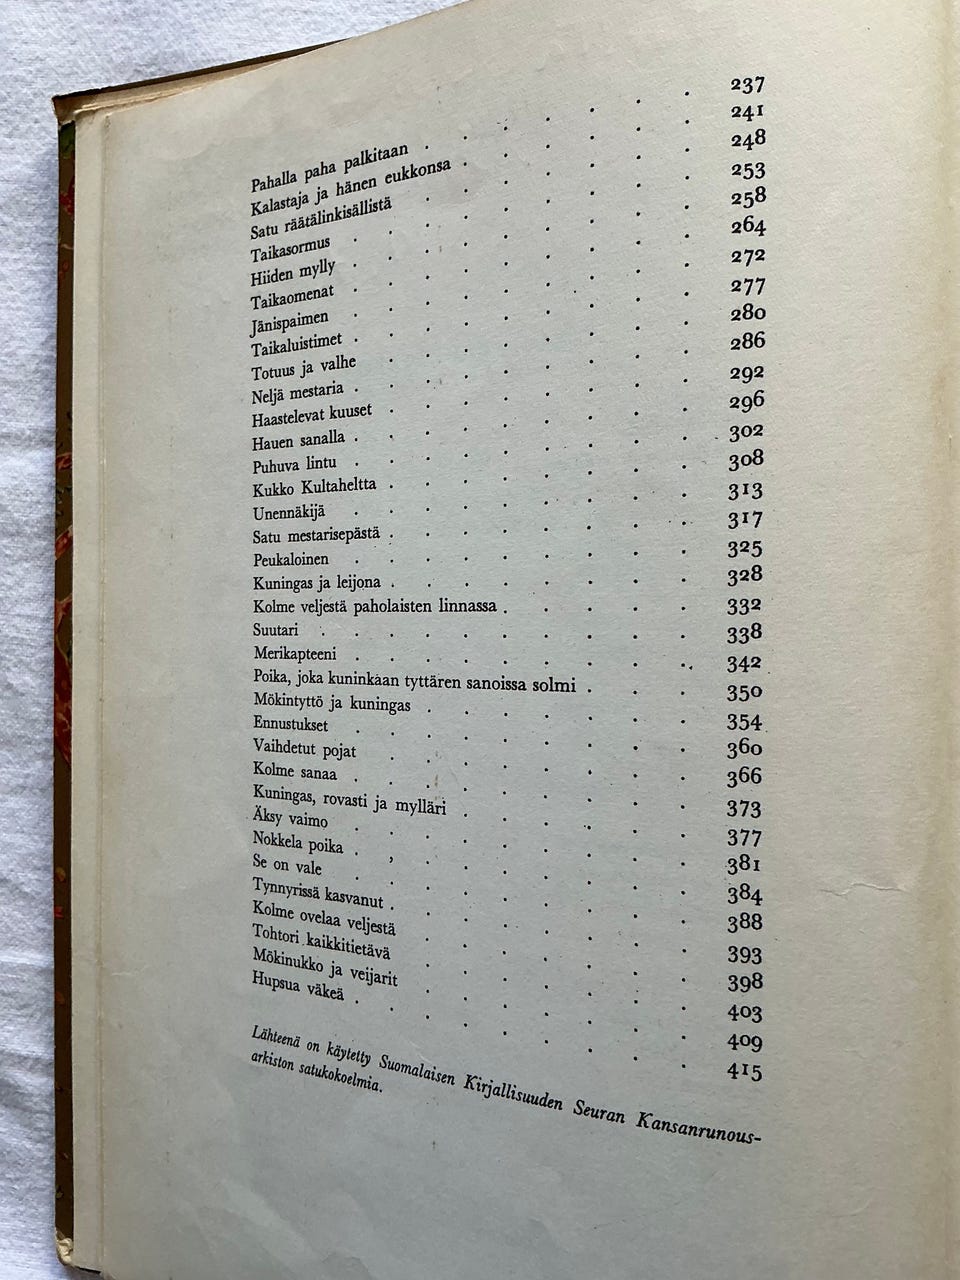 Pahalla paha palkitaan . . . . . . . 237
Kalastaja ja hänen eukkonsa . . . . . . 241
Satu räätälinkisällistä . . . . . . . 248
Taikasormus . . . . . . . . . 253
Hiiden mylly . . . . . . . . . 258
Taikaomenat . . . . . . . . . 264
Jänispaimen . . . . . . . . . 272
Taikaluistimet . . . . . . . . . 277
Totuus ja valhe . . . . . . . . 280
Neljä mestaria . . . . . . . . . 286
Haastelevat kuuset . . . . . . . . 292
Hauen sanalla . . . . . . . . . 296
Puhuva lintu . . . . . . . . . 302
Kukko Kultaheltta . . . . . . . . 308
Unennäkijä . . . . . . . . . 313
Satu mestarisepästä . . . . . . . . 317
Peukaloinen . . . . . . . . . 325
Kuningas ja leijona . . . . . . . . 328
Kolme veljestä paholaisten linnassa . . . . . 332
Suutari . . . . . . . . . . 338
Merikapteeni . . . . . . . . . 342
Poika, joka kuninkaan tyttären sanoissa solmi . . . 350
Mökintyttö ja kuningas . . . . . . . 354
Ennustukset . . . . . . . . . 360
Vaihdetut pojat . . . . . . . . 366
Kolme sanaa . . . . . . . . . 373
Kuningas, rovasti ja mylläri . . . . . . 377
Äksy vaimo . . . . . . . . . 381
Nokkela poika . . . . . . . . . 384
Se on vale . . . . . . . . . 388
Tynnyrissä kasvanut . . . . . . . . 393
Kolme ovelaa veljestä . . . . . . . 398
Tohtori kaikkitietävä . . . . . . . 403
Mökinukko ja veijarit . . . . . . . 409
Hupsua väkeä . . . . . . . . . 415
Lähteenä on käytetty Suomalaisen Kirjallisuuden Seuran Kansanrunous-
arkiston satukokoelmia.